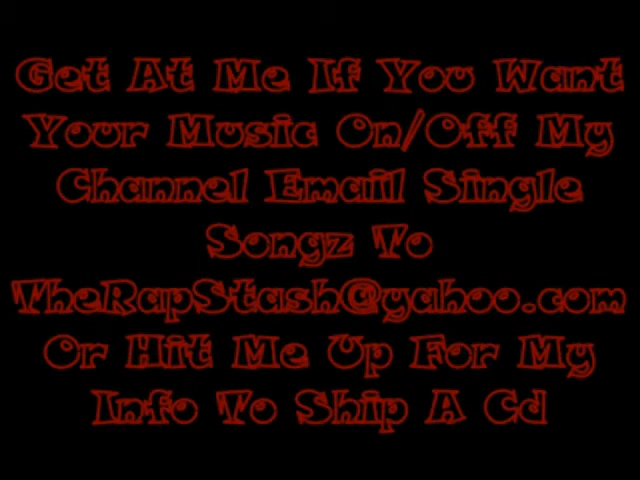 Get At Me If You Want
Your Music On/Off My
Channel Email Single
Songz To
TheRapStash@yahoo.com
Or Hit Me Up For My
Info To Ship A Cd